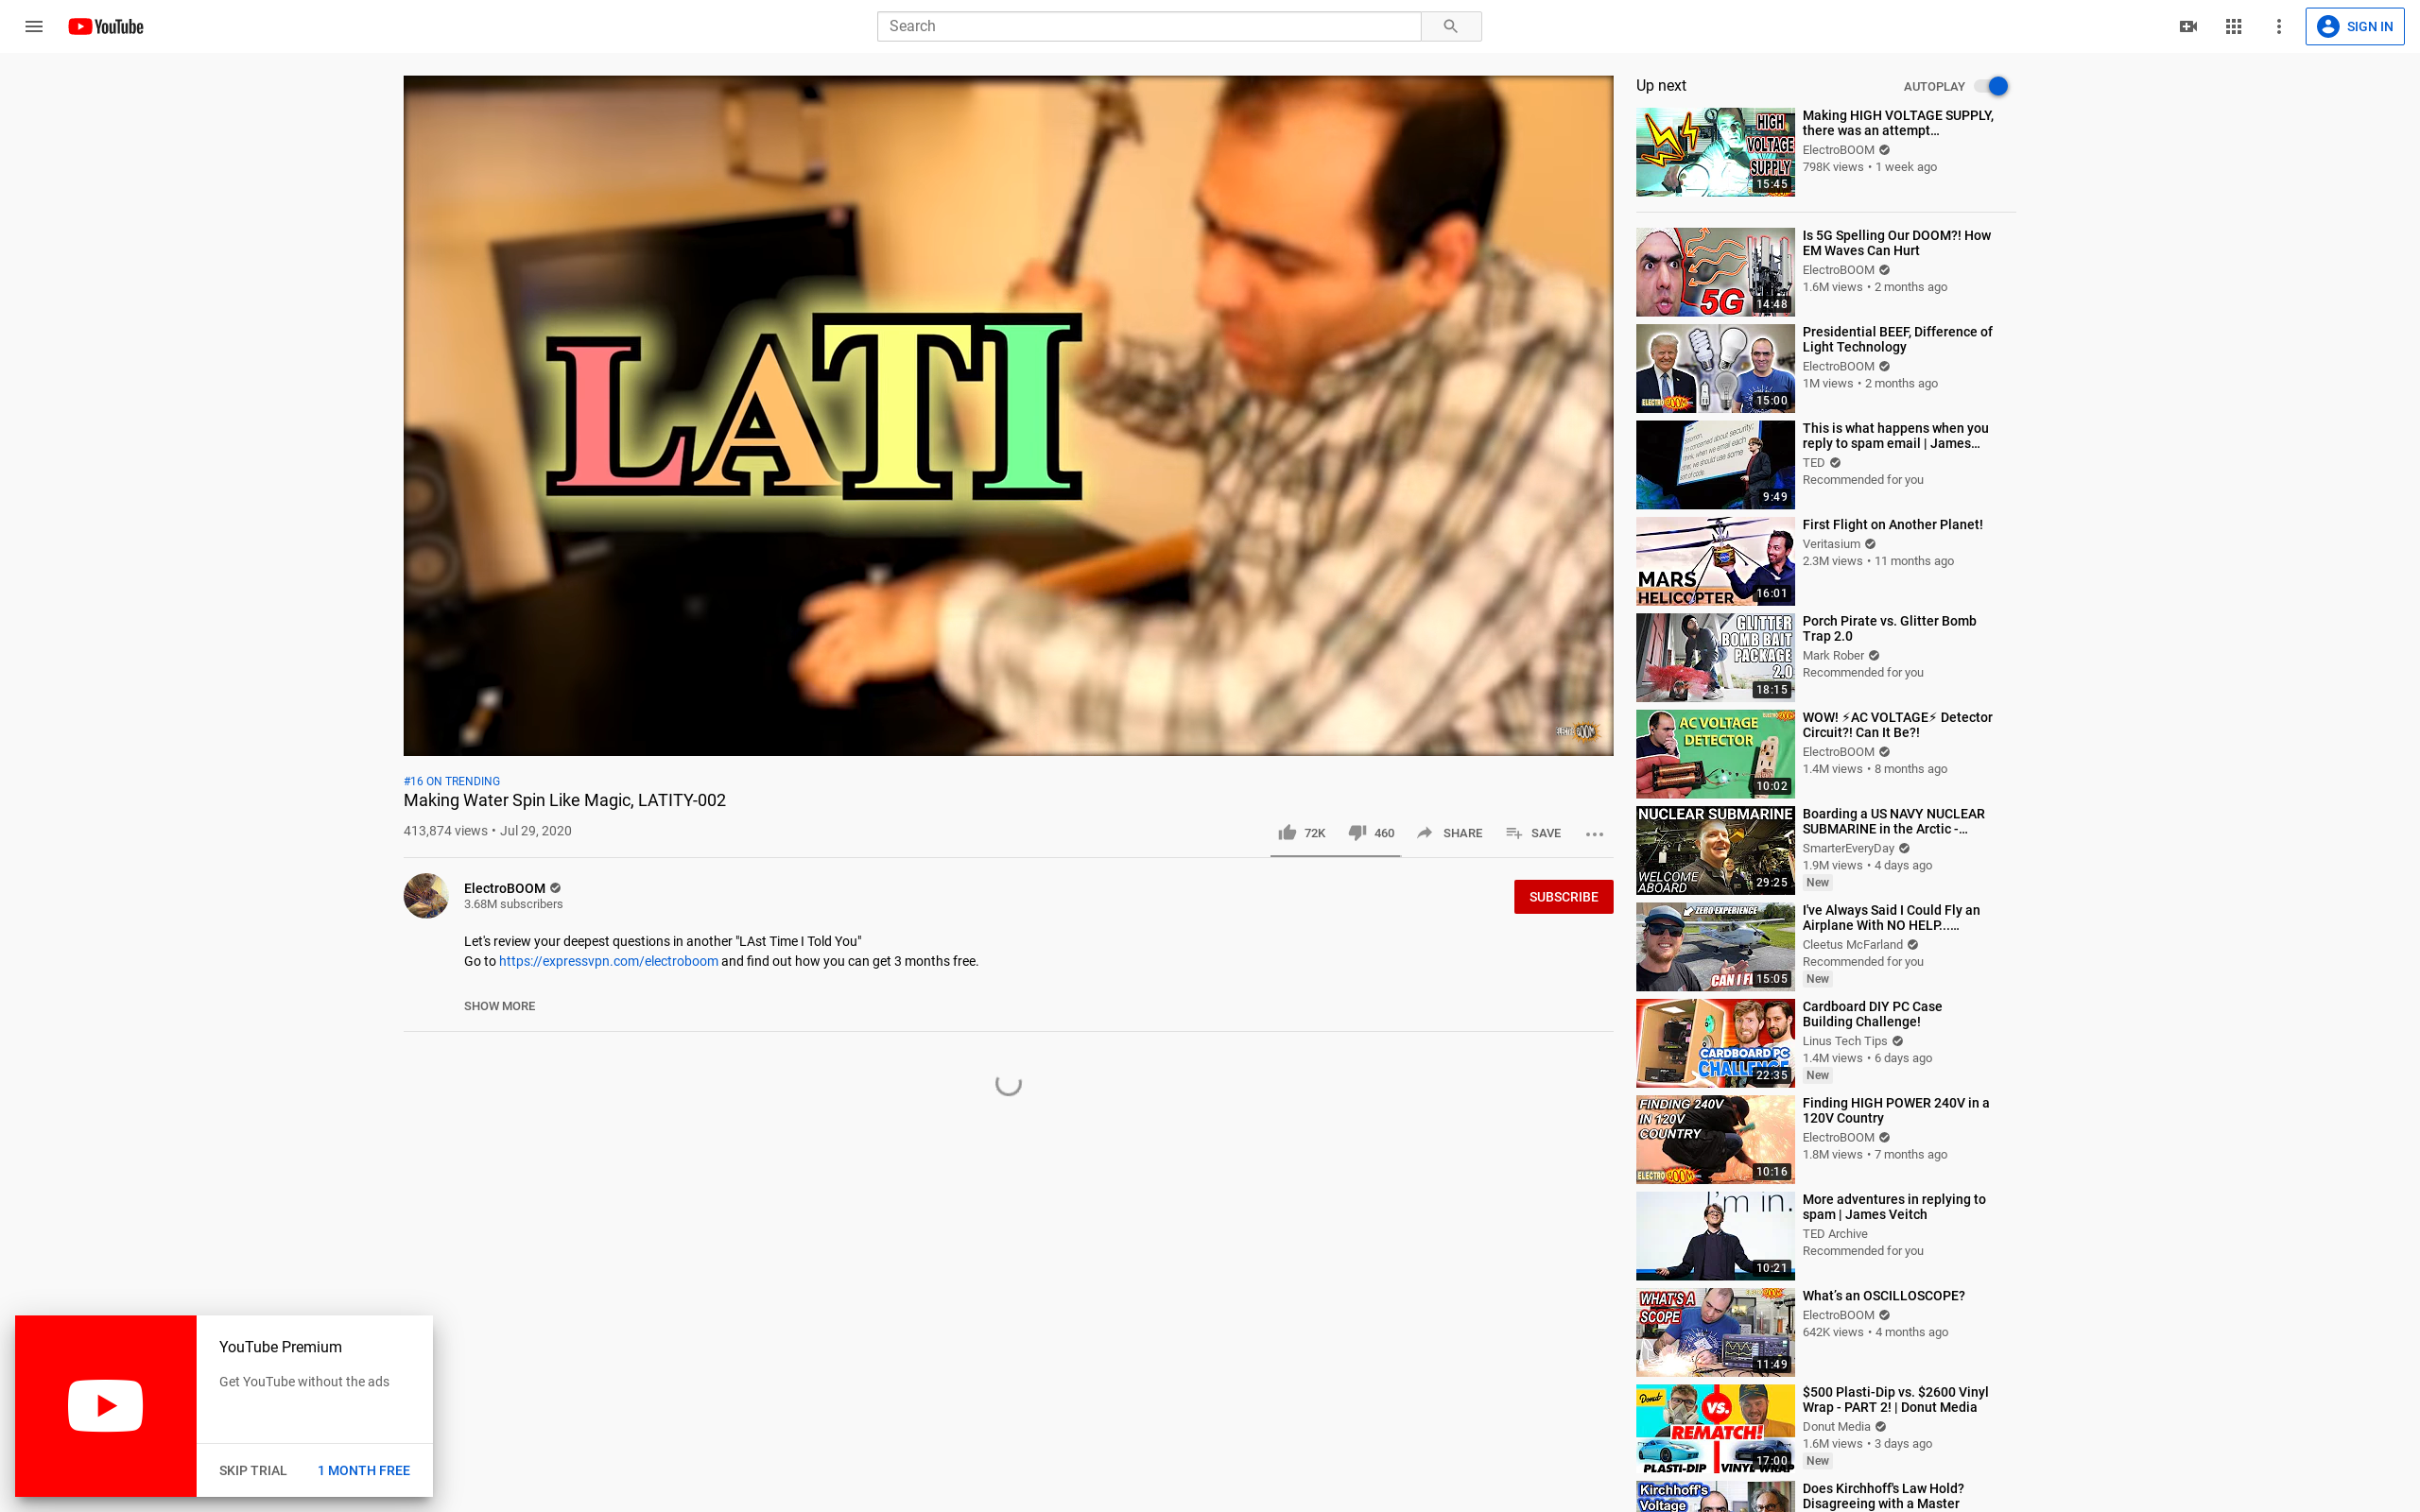 YouTube
Search
SIGN IN
LATI
#16 ON TRENDING
Making Water Spin Like Magic, LATITY-002
413,874 views • Jul 29, 2020
72K
460
SHARE
SAVE
ElectroBOOM
3.68M subscribers
SUBSCRIBE
Let's review your deepest questions in another "LAst Time I Told You"
Go to https://expressvpn.com/electroboom and find out how you can get 3 months free.
SHOW MORE
YouTube Premium
Get YouTube without the ads
SKIP TRIAL
1 MONTH FREE
Up next
AUTOPLAY
HIGH
VOLTAGE
SUPPLY
15:45
Making HIGH VOLTAGE SUPPLY,
there was an attempt…
ElectroBOOM
798K views • 1 week ago
5G
14:48
Is 5G Spelling Our DOOM?! How
EM Waves Can Hurt
ElectroBOOM
1.6M views • 2 months ago
ELECTRO BOOM
15:00
Presidential BEEF, Difference of
Light Technology
ElectroBOOM
1M views • 2 months ago
9:49
This is what happens when you
reply to spam email | James…
TED
Recommended for you
MARS
HELICOPTER
16:01
First Flight on Another Planet!
Veritasium
2.3M views • 11 months ago
GLITTER
BOMB BAIT
PACKAGE
2.0
18:15
Porch Pirate vs. Glitter Bomb
Trap 2.0
Mark Rober
Recommended for you
AC VOLTAGE
DETECTOR
10:02
WOW! ⚡AC VOLTAGE⚡ Detector
Circuit?! Can It Be?!
ElectroBOOM
1.4M views • 8 months ago
NUCLEAR SUBMARINE
WELCOME
ABOARD
29:25
Boarding a US NAVY NUCLEAR
SUBMARINE in the Arctic -…
SmarterEveryDay
1.9M views • 4 days ago
New
ZERO EXPERIENCE
CAN I F
15:05
I've Always Said I Could Fly an
Airplane With NO HELP...…
Cleetus McFarland
Recommended for you
New
CARDBOARD PC
CHALLENGE
22:35
Cardboard DIY PC Case
Building Challenge!
Linus Tech Tips
1.4M views • 6 days ago
New
FINDING 240V
IN 120V
COUNTRY
ELECTRO BOOM
10:16
Finding HIGH POWER 240V in a
120V Country
ElectroBOOM
1.8M views • 7 months ago
I'm in.
10:21
More adventures in replying to
spam | James Veitch
TED Archive
Recommended for you
WHAT'S A
SCOPE
11:49
What's an OSCILLOSCOPE?
ElectroBOOM
642K views • 4 months ago
Donut
VS.
REMATCH!
PLASTI-DIP
VINYL WRAP
17:00
$500 Plasti-Dip vs. $2600 Vinyl
Wrap - PART 2! | Donut Media
Donut Media
1.6M views • 3 days ago
New
Kirchhoff's
Voltage
Does Kirchhoff's Law Hold?
Disagreeing with a Master